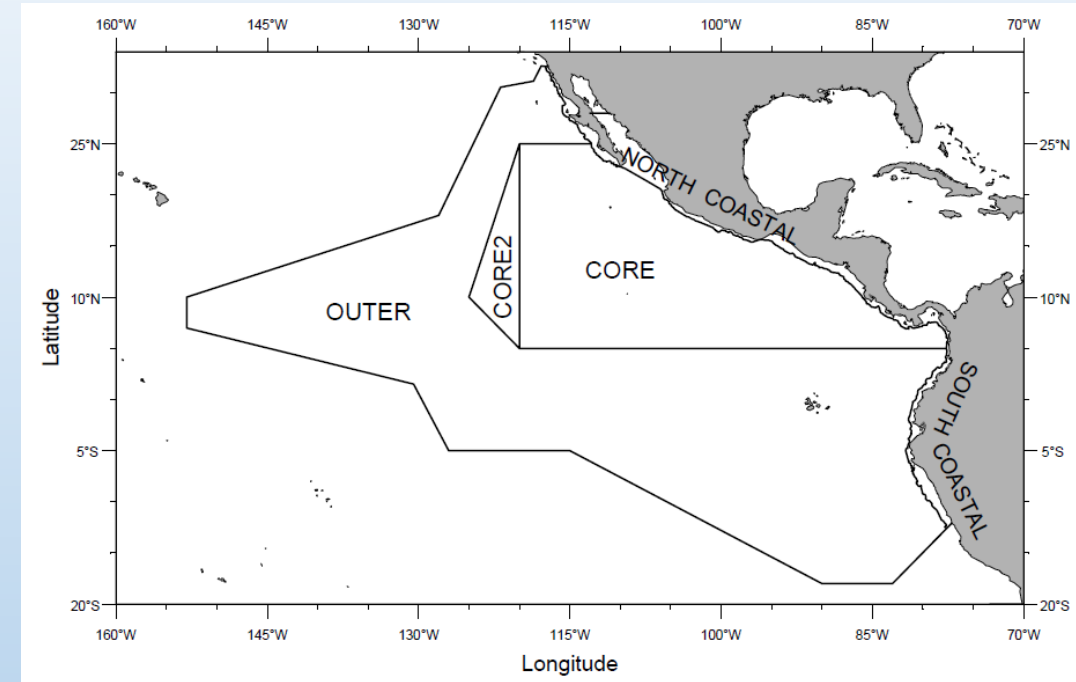 160°W 145°W 130°W 115°W 100°W 85°W 70°W
25°N 25°N
NORTH COASTAL
CORE2
CORE
10°N 10°N
OUTER
Latitude
SOUTH COASTAL
5°S 5°S
20°S 20°S
160°W 145°W 130°W 115°W 100°W 85°W 70°W
Longitude